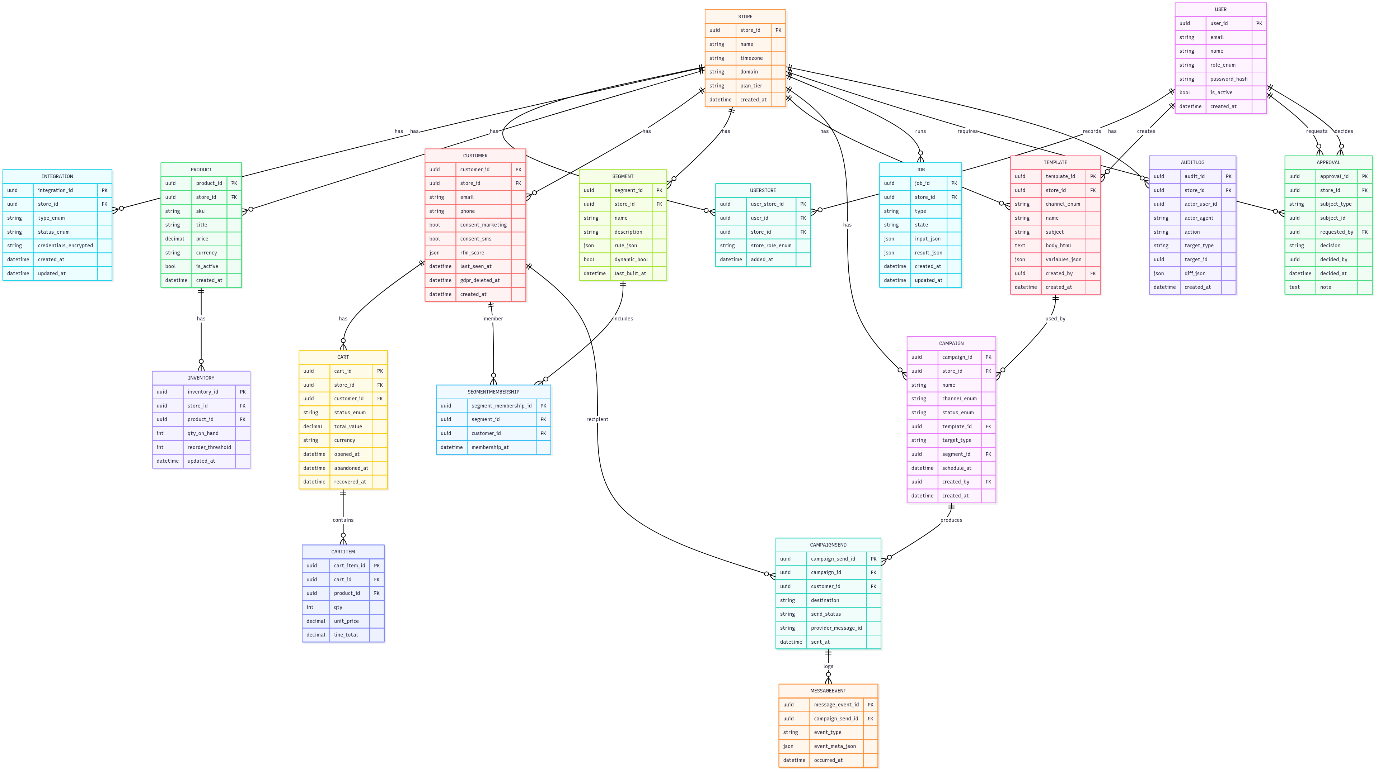 STORE
uuid store_id PK
string name
string timezone
string domain
string plan_tier
datetime created_at
USER
uuid user_id PK
string email
string name
string role_enum
string password_hash
bool is_active
datetime created_at
has
has
has
has
has
has
runs
requires
records
has
creates
requests
decides
INTEGRATION
uuid integration_id PK
uuid store_id FK
string type_enum
string status_enum
string credentials_encrypted
datetime created_at
datetime updated_at
PRODUCT
uuid product_id PK
uuid store_id FK
string sku
string title
decimal price
string currency
bool is_active
datetime created_at
CUSTOMER
uuid customer_id PK
uuid store_id FK
string email
string phone
bool consent_marketing
bool consent_sms
json rfm_score
datetime last_seen_at
datetime gdpr_deleted_at
datetime created_at
SEGMENT
uuid segment_id PK
uuid store_id FK
string name
string description
json rule_json
bool dynamic_bool
datetime last_built_at
USERSTORE
uuid user_store_id PK
uuid user_id FK
uuid store_id FK
string store_role_enum
datetime added_at
JOB
uuid job_id PK
uuid store_id FK
string type
string state
json input_json
json result_json
datetime created_at
datetime updated_at
TEMPLATE
uuid template_id PK
uuid store_id FK
string channel_enum
string name
string subject
text body_html
json variables_json
uuid created_by FK
datetime created_at
AUDITLOG
uuid audit_id PK
uuid store_id FK
uuid actor_user_id
string actor_agent
string action
string target_type
uuid target_id
json diff_json
datetime created_at
APPROVAL
uuid approval_id PK
uuid store_id FK
string subject_type
uuid subject_id
uuid requested_by FK
string decision
uuid decided_by
datetime decided_at
text note
has
has
has
member
includes
used_by
INVENTORY
uuid inventory_id PK
uuid store_id FK
uuid product_id FK
int qty_on_hand
int reorder_threshold
datetime updated_at
CART
uuid cart_id PK
uuid store_id FK
uuid customer_id FK
string status_enum
decimal total_value
string currency
datetime opened_at
datetime abandoned_at
datetime recovered_at
SEGMENTMEMBERSHIP
uuid segment_membership_id PK
uuid segment_id FK
uuid customer_id FK
datetime membership_at
CAMPAIGN
uuid campaign_id PK
uuid store_id FK
string name
string channel_enum
string status_enum
uuid template_id FK
string target_type
uuid segment_id FK
datetime schedule_at
uuid created_by FK
datetime created_at
recipient
contains
produces
CARTITEM
uuid cart_item_id PK
uuid cart_id FK
uuid product_id FK
int qty
decimal unit_price
decimal line_total
CAMPAIGNSEND
uuid campaign_send_id PK
uuid campaign_id FK
uuid customer_id FK
string destination
string send_status
string provider_message_id
datetime sent_at
logs
MESSAGEEVENT
uuid message_event_id PK
uuid campaign_send_id FK
string event_type
json event_meta_json
datetime occurred_at